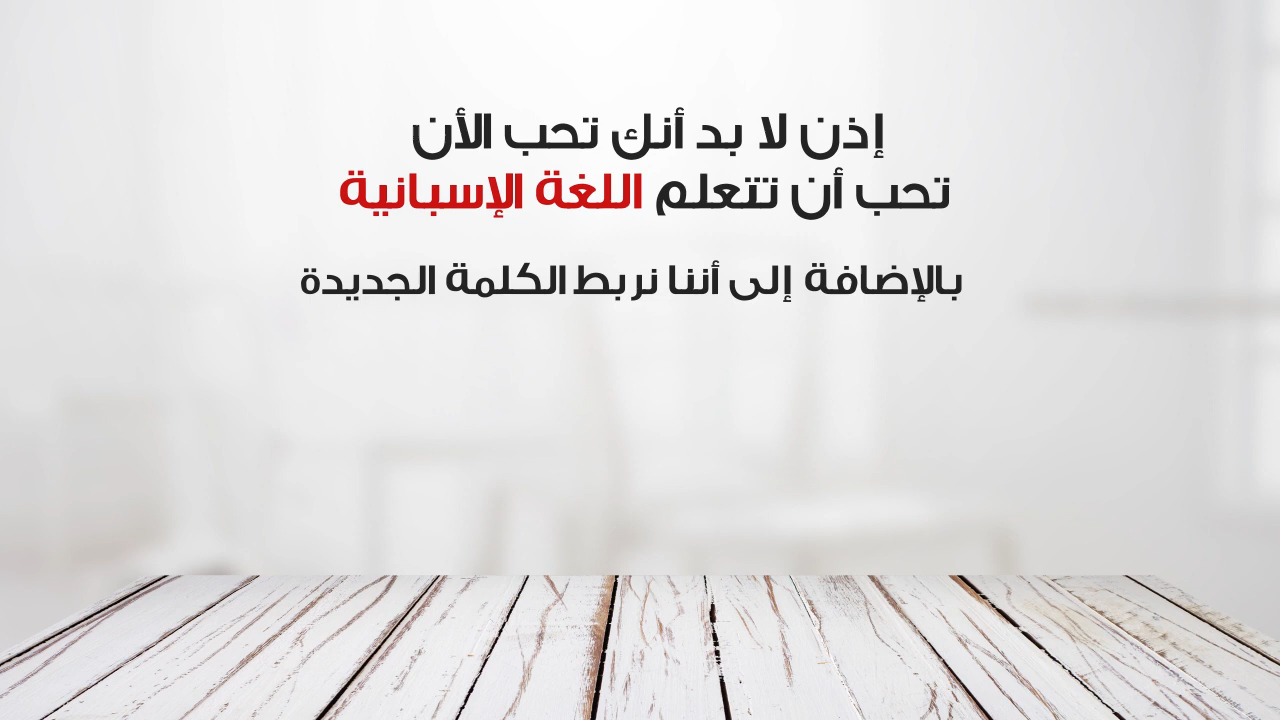 إذن لا بد أنك تحب الأن
تحب أن تتعلم اللغة الإسبانية
بالإضافة إلى أننا نربط الكلمة الجديدة